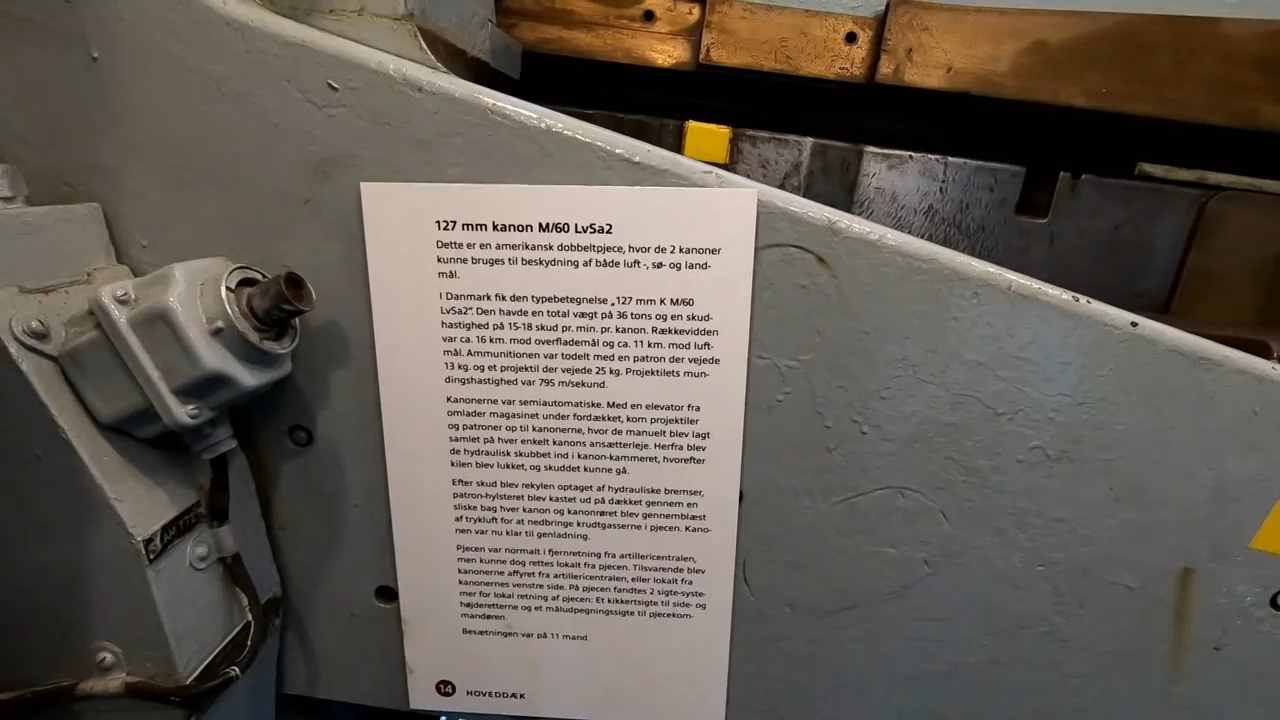 127 mm kanon M/60 LvSa2
Dette er en amerikansk dobbeltpjece, hvor de 2 kanoner
kunne bruges til beskydning af både luft -, sø- og land-
mål.
I Danmark fik den typebetegnelse „127 mm K M/60
LvSa2". Den havde en total vægt på 36 tons og en skud-
hastighed på 15-18 skud pr. min. pr. kanon. Rækkevidden
var ca. 16 km. mod overflademål og ca. 11 km. mod luft-
mål. Ammunitionen var todelt med en patron der vejede
13 kg. og et projektil der vejede 25 kg. Projektilets mun-
dingshastighed var 795 m/sekund.
Kanonerne var semiautomatiske. Med en elevator fra
omlader magasinet under fordækket, kom projektiler
og patroner op til kanonerne, hvor de manuelt blev lagt
samlet på hver enkelt kanons ansætterleje. Herfra blev
de hydraulisk skubbet ind i kanon-kammeret, hvorefter
kilen blev lukket, og skuddet kunne gå.
Efter skud blev rekylen optaget af hydrauliske bremser,
patron-hylsteret blev kastet ud på dækket gennem en
sliske bag hver kanon og kanonrøret blev gennemblæst
af trykluft for at nedbringe krudtgasserne i pjecen. Kano-
nen var nu klar til genladning.
Pjecen var normalt i fjernretning fra artillericentralen,
men kunne dog rettes lokalt fra pjecen. Tilsvarende blev
kanonerne affyret fra artillericentralen, eller lokalt fra
kanonernes venstre side. På pjecen fandtes 2 sigte-syste-
mer for lokal retning af pjecen: Et kikkertsigte til side- og
højderetterne og et måludpegningssigte til pjecekom-
mandøren.
Besætningen var på 11 mand.
14 HOVEDDÆK